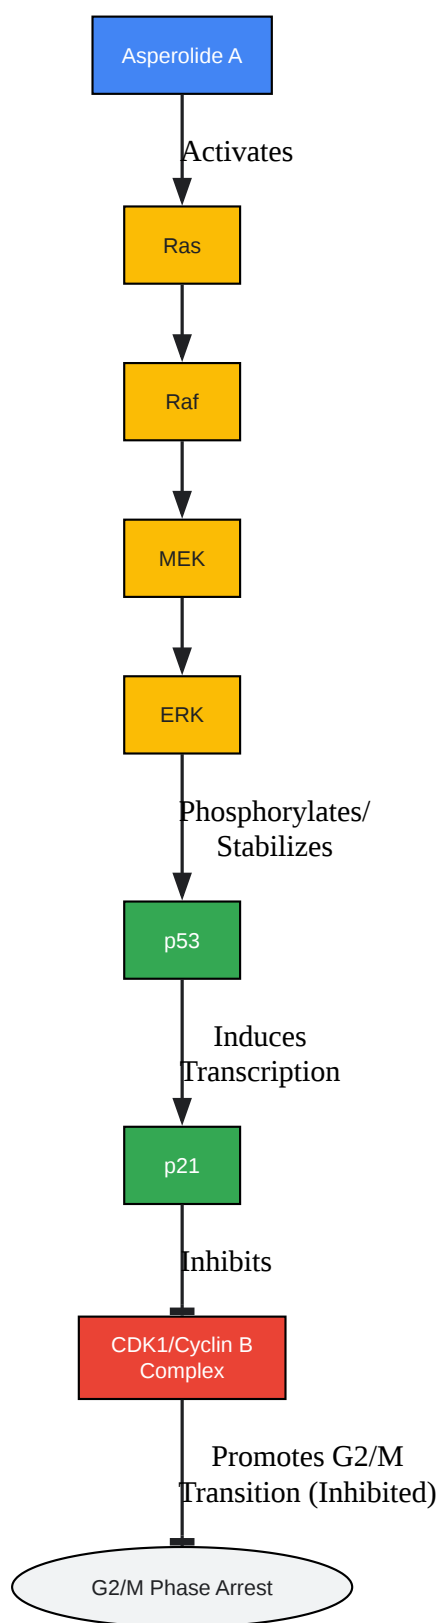 Asperolide A
Activates
Ras
Raf
MEK
ERK
Phosphorylates/
Stabilizes
p53
Induces
Transcription
p21
Inhibits
CDK1/Cyclin B
Complex
Promotes G2/M
Transition (Inhibited)
G2/M Phase Arrest